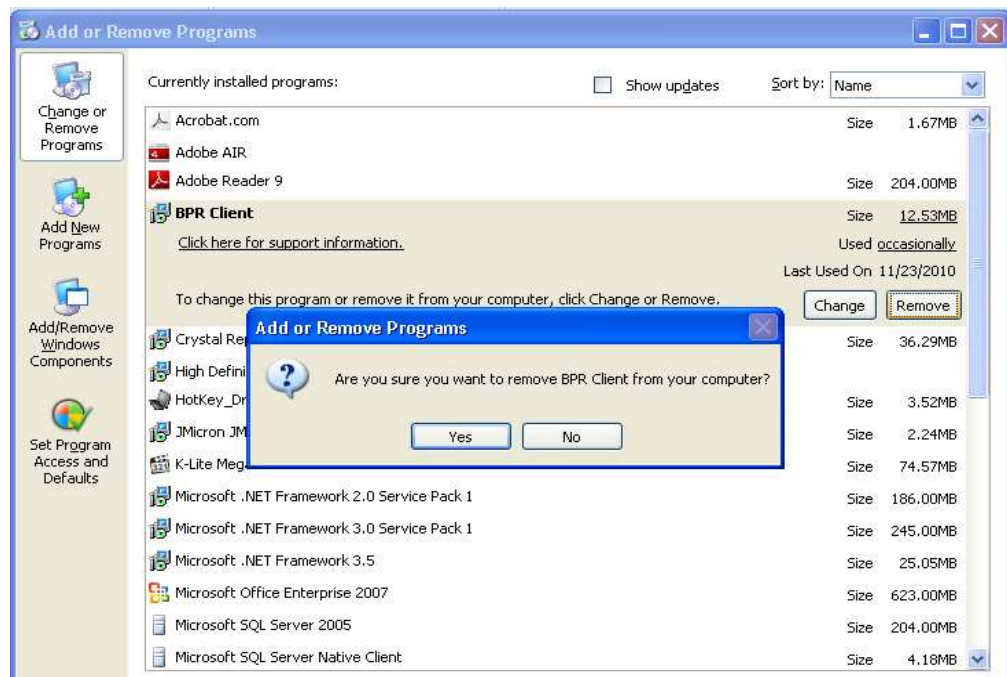 Add or Remove Programs
Change or
Remove
Programs
Add New
Programs
Add/Remove
Windows
Components
Set Program
Access and
Defaults
Currently installed programs:
Show updates
Sort by: Name
Acrobat.com Size 1.67MB
Adobe AIR
Adobe Reader 9 Size 204.00MB
BPR Client Size 12.53MB
Click here for support information. Used occasionally
Last Used On 11/23/2010
To change this program or remove it from your computer, click Change or Remove. Change Remove
Add or Remove Programs
Are you sure you want to remove BPR Client from your computer?
Yes No
Crystal Re Size 36.29MB
High Defini
HotKey_Dr Size 3.52MB
JMicron JM Size 2.24MB
K-Lite Meg Size 74.57MB
Microsoft .NET Framework 2.0 Service Pack 1 Size 186.00MB
Microsoft .NET Framework 3.0 Service Pack 1 Size 245.00MB
Microsoft .NET Framework 3.5 Size 25.05MB
Microsoft Office Enterprise 2007 Size 623.00MB
Microsoft SQL Server 2005 Size 204.00MB
Microsoft SQL Server Native Client Size 4.18MB